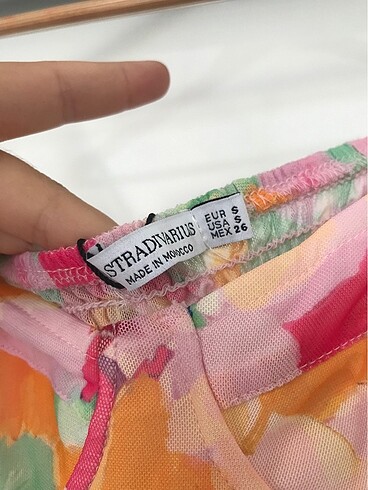 STRADIVARIUS
MADE IN MOROCCO
EUR S
USA S
MEX 26